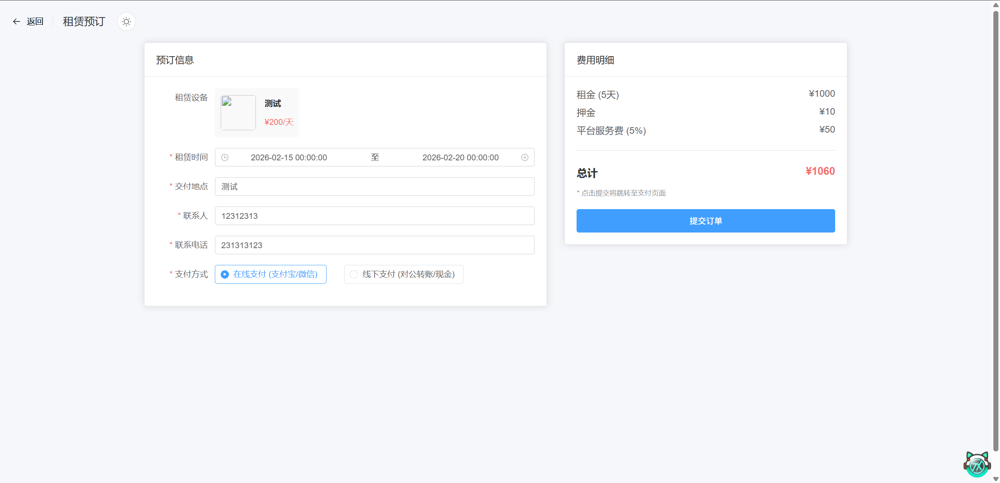 返回
租赁预订
预订信息
租赁设备
测试
¥200/天
* 租赁时间
2026-02-15 00:00:00 至 2026-02-20 00:00:00
* 交付地点
测试
* 联系人
12312313
* 联系电话
231313123
* 支付方式
在线支付 (支付宝/微信)
线下支付 (对公转账/现金)
费用明细
租金 (5天) ¥1000
押金 ¥10
平台服务费 (5%) ¥50
总计 ¥1060
* 点击提交将跳转至支付页面
提交订单
7X